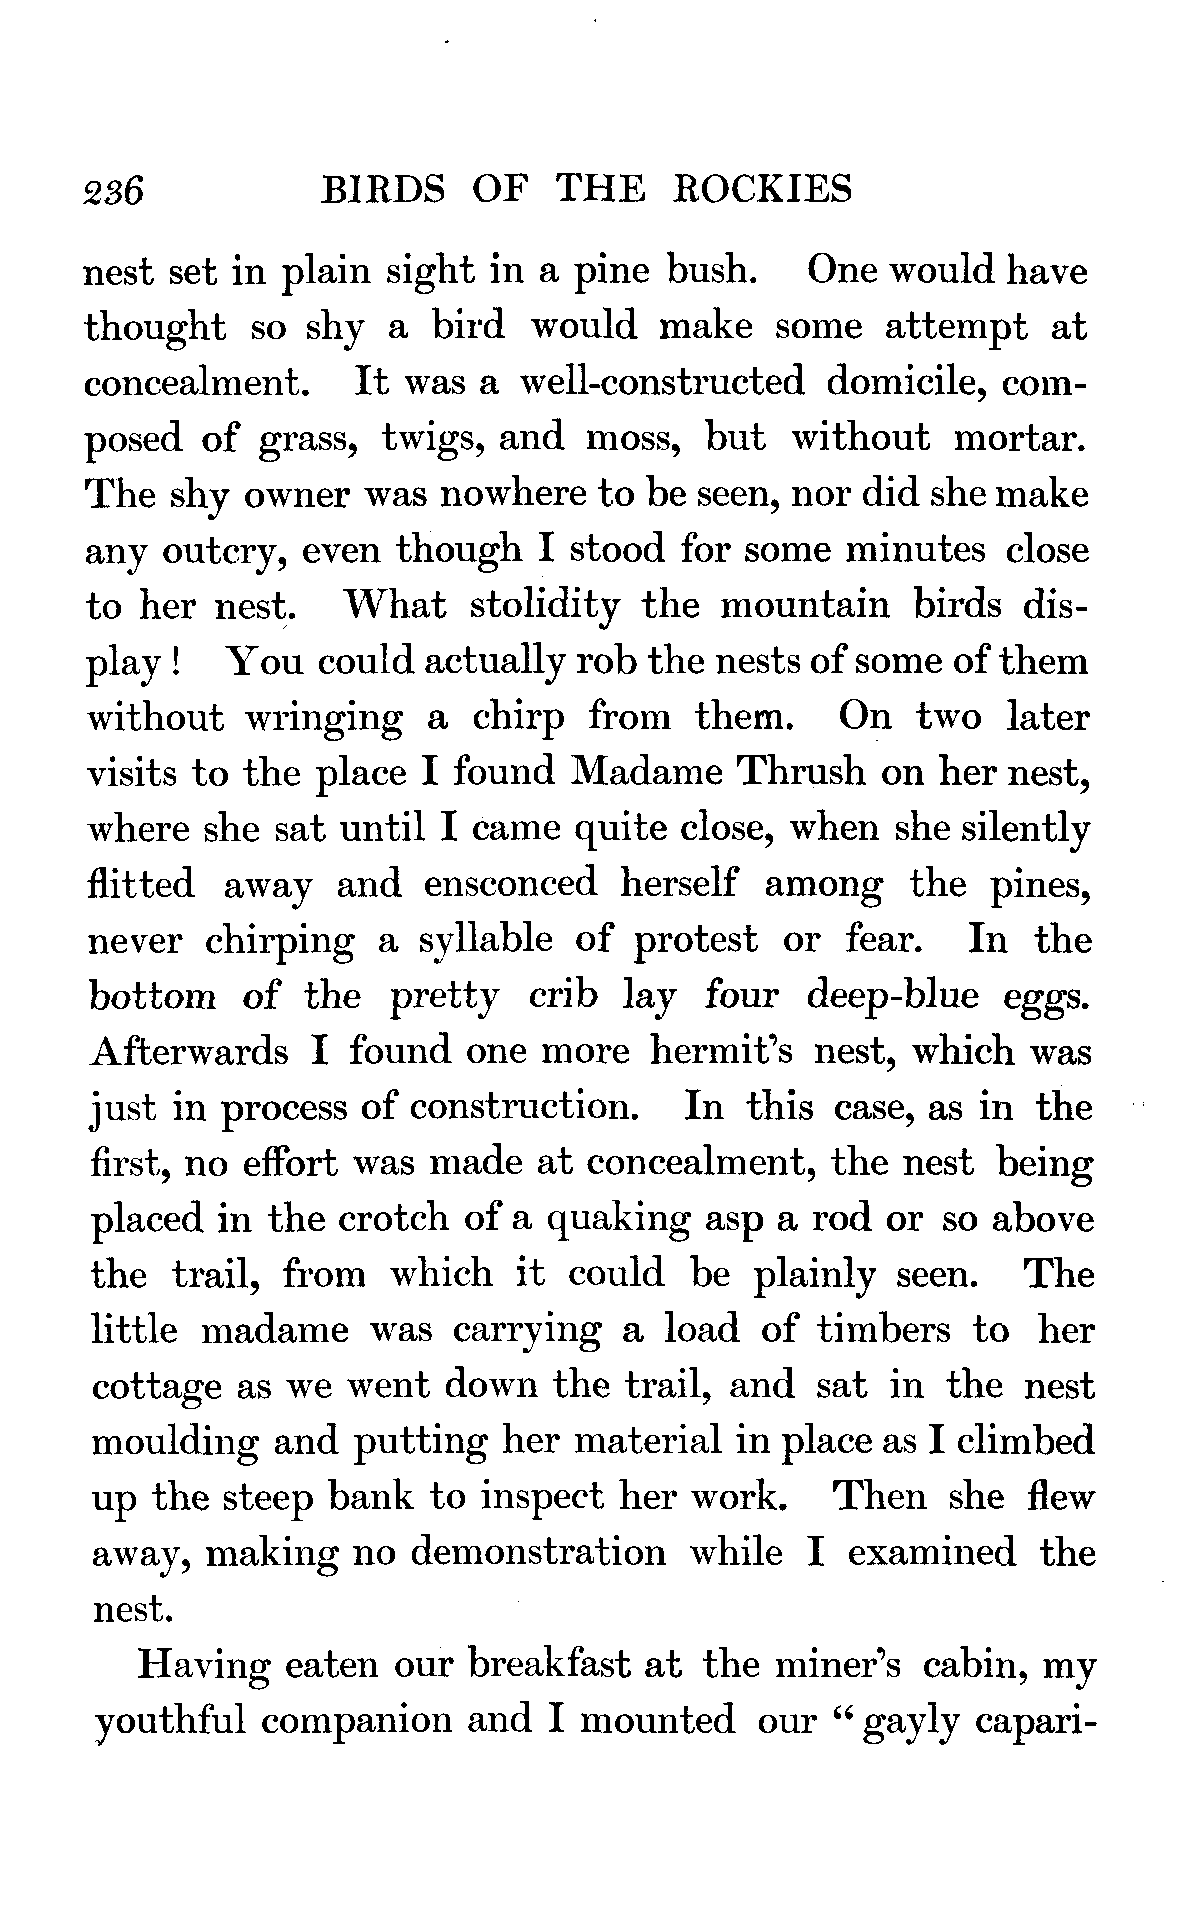 236 BIRDS OF THE ROCKIES
nest set in plain sight in a pine bush. One would have
thought so shy a bird would make some attempt at
concealment. It was a well-constructed domicile, com-
posed of grass, twigs, and moss, but without mortar.
The shy owner was nowhere to be seen, nor did she make
any outcry, even though I stood for some minutes close
to her nest. What stolidity the mountain birds dis-
play! You could actually rob the nests of some of them
without wringing a chirp from them. On two later
visits to the place I found Madame Thrush on her nest,
where she sat until I came quite close, when she silently
flitted away and ensconced herself among the pines,
never chirping a syllable of protest or fear. In the
bottom of the pretty crib lay four deep-blue eggs.
Afterwards I found one more hermit's nest, which was
just in process of construction. In this case, as in the
first, no effort was made at concealment, the nest being
placed in the crotch of a quaking asp a rod or so above
the trail, from which it could be plainly seen. The
little madame was carrying a load of timbers to her
cottage as we went down the trail, and sat in the nest
moulding and putting her material in place as I climbed
up the steep bank to inspect her work. Then she flew
away, making no demonstration while I examined the
nest.
Having eaten our breakfast at the miner's cabin, my
youthful companion and I mounted our “gayly capari-